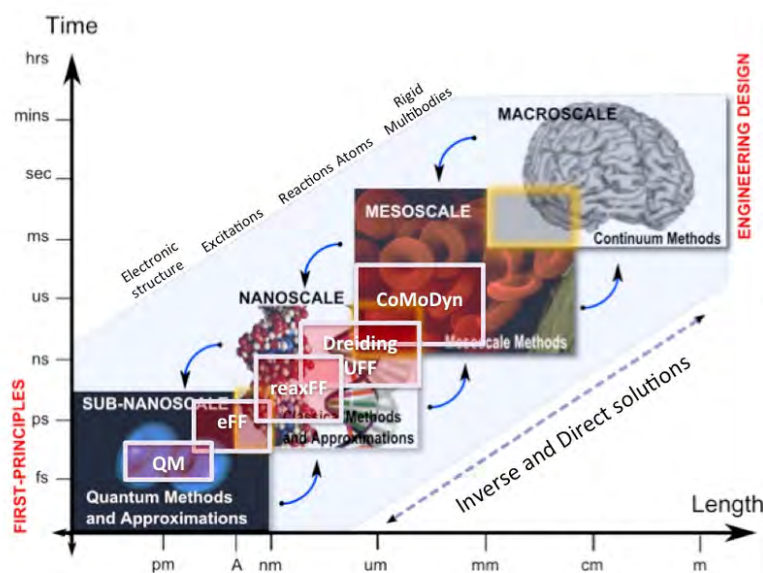 Time
hrs
mins
sec
ms
us
ns
ps
fs
FIRST-PRINCIPLES
ENGINEERING DESIGN
Electronic
structure
Excitations
Reactions
Atoms
Rigid
Multibodies
MACROSCALE
Continuum Methods
MESOSCALE
CoMoDyn
Mesoscale Methods
NANOSCALE
Dreiding
UFF
reaxFF
Classical Methods
and Approximations
SUB-NANOSCALE
eFF
QM
Quantum Methods
and Approximations
Inverse and Direct solutions
Length
pm
A
nm
um
mm
cm
m